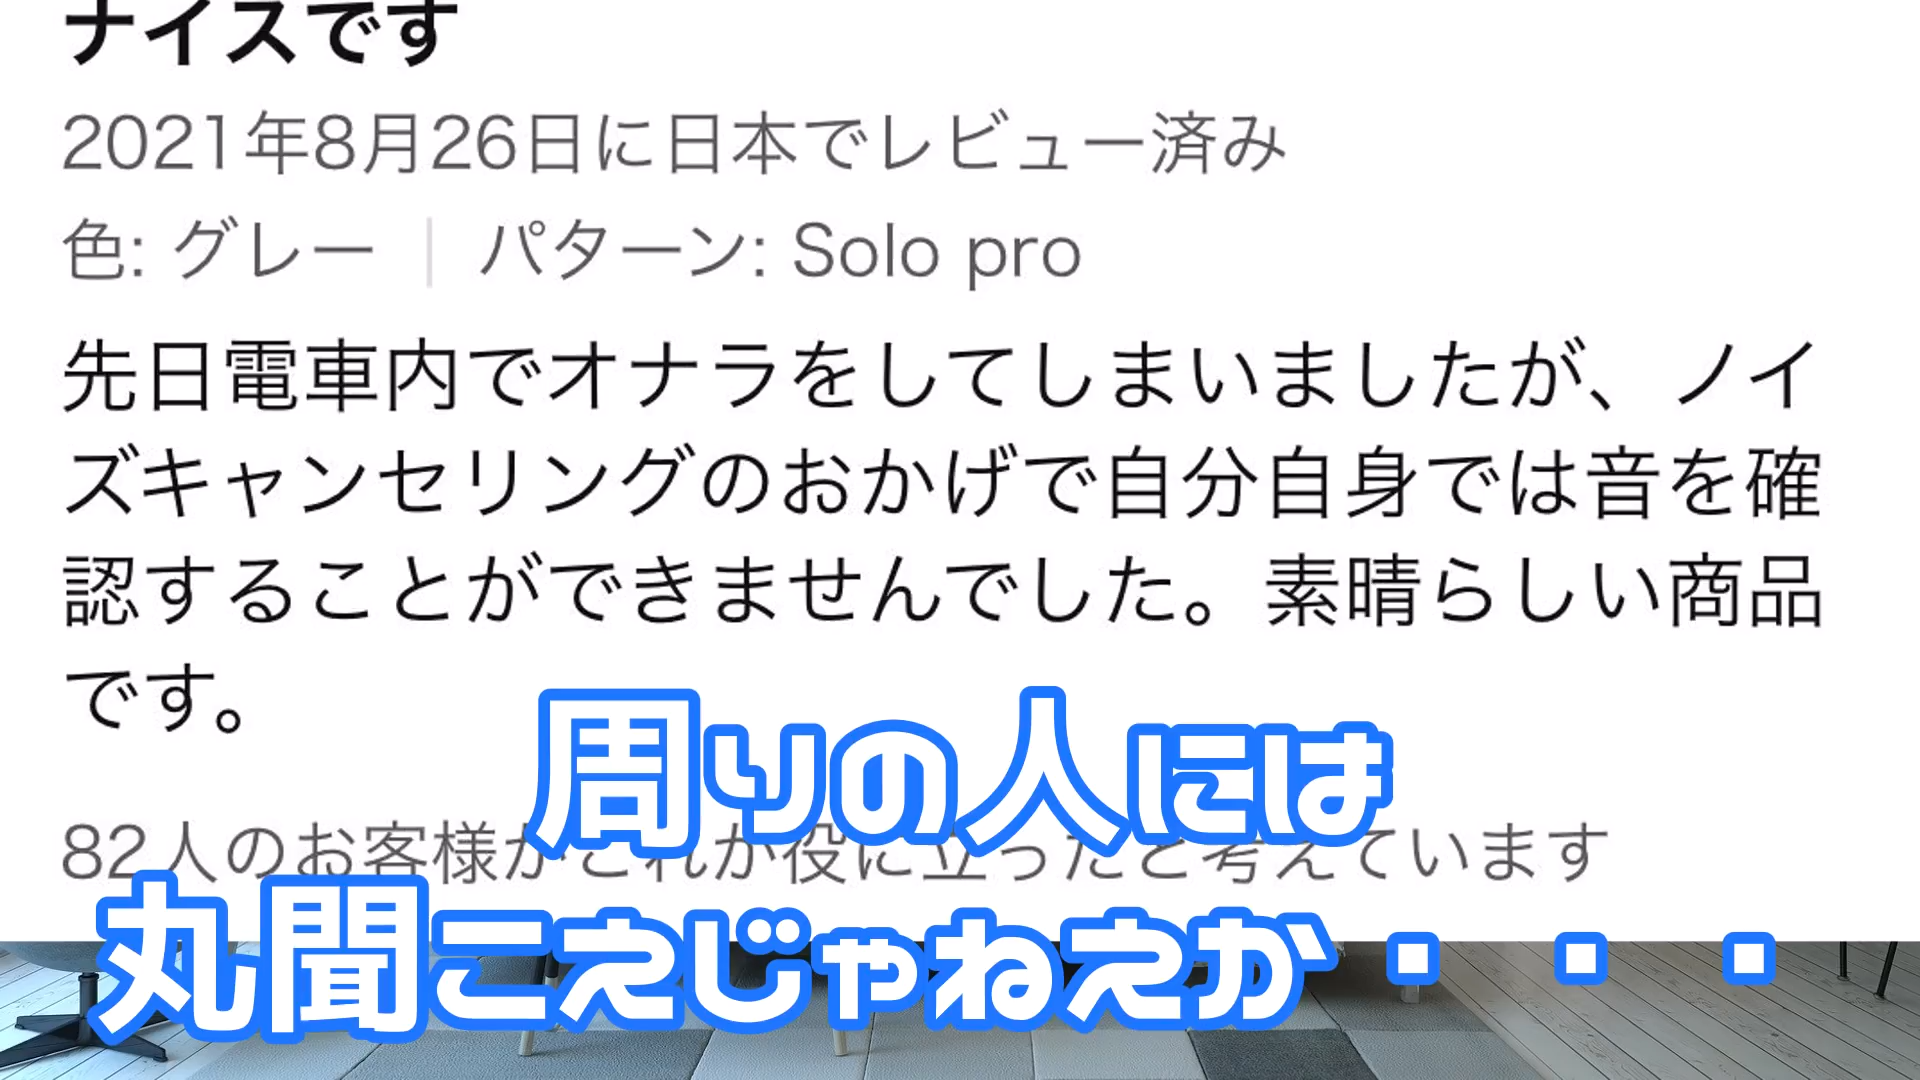 ナイスです
2021年8月26日に日本でレビュー済み
色: グレー | パターン: Solo pro
先日電車内でオナラをしてしまいましたが、ノイ
ズキャンセリングのおかげで自分自身では音を確
認することができませんでした。素晴らしい商品
です。
周りの人には
82人のお客様がこれが役に立ったと考えています
丸聞こえじゃねえか・・・